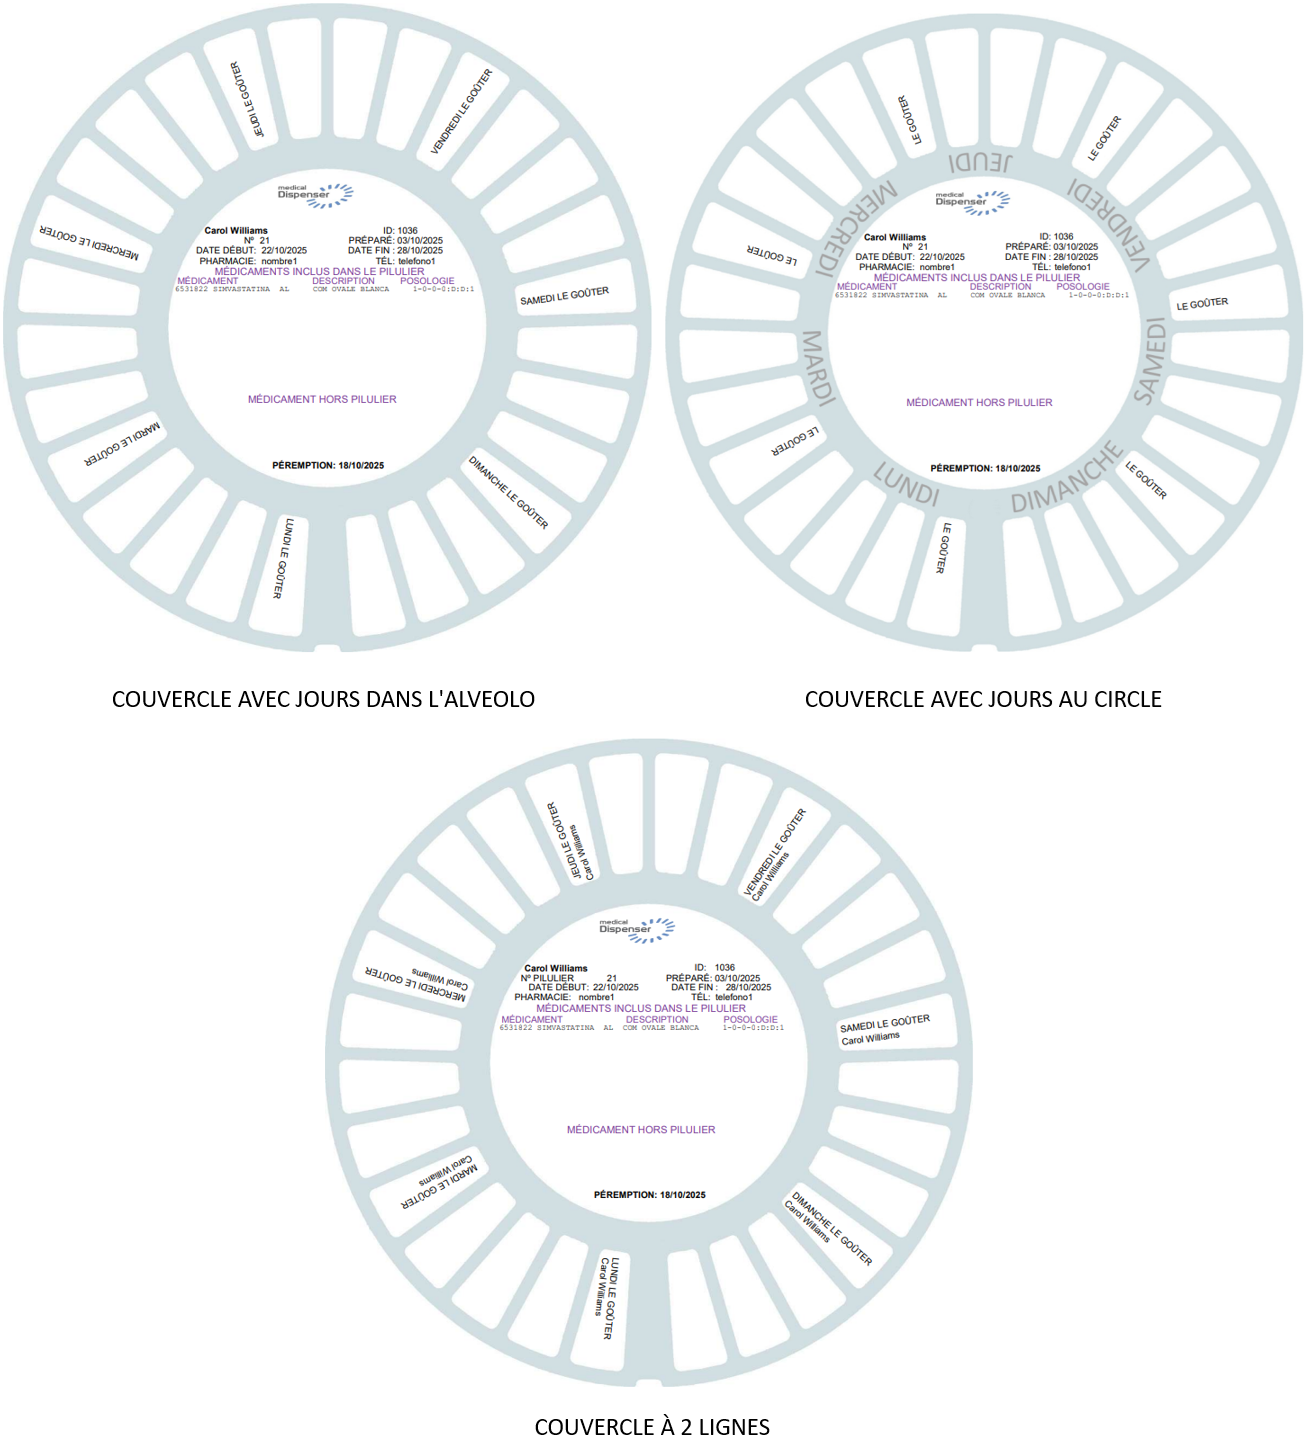 JEUDI LE GOÛTER
VENDREDI LE GOÛTER
MERCREDI LE GOÛTER
SAMEDI LE GOÛTER
MARDI LE GOÛTER
DIMANCHE LE GOÛTER
LUNDI LE GOÛTER
medical
Dispenser
Carol Williams ID: 1036
Nº 21 PRÉPARÉ: 03/10/2025
DATE DÉBUT: 22/10/2025 DATE FIN : 28/10/2025
PHARMACIE: nombre1 TÉL: telefono1
MÉDICAMENTS INCLUS DANS LE PILULIER
MÉDICAMENT DESCRIPTION POSOLOGIE
6531822 SIMVASTATINA AL COM OVALE BLANCA 1-0-0-0:D:D:1
MÉDICAMENT HORS PILULIER
PÉREMPTION: 18/10/2025
COUVERCLE AVEC JOURS DANS L'ALVEOLO
LE GOÛTER
LE GOÛTER
LE GOÛTER
LE GOÛTER
LE GOÛTER
LE GOÛTER
LE GOÛTER
JEUDI
VENDREDI
MERCREDI
SAMEDI
MARDI
DIMANCHE
LUNDI
medical
Dispenser
Carol Williams ID: 1036
Nº 21 PRÉPARÉ: 03/10/2025
DATE DÉBUT: 22/10/2025 DATE FIN : 28/10/2025
PHARMACIE: nombre1 TÉL: telefono1
MÉDICAMENTS INCLUS DANS LE PILULIER
MÉDICAMENT DESCRIPTION POSOLOGIE
6531822 SIMVASTATINA AL COM OVALE BLANCA 1-0-0-0:D:D:1
MÉDICAMENT HORS PILULIER
PÉREMPTION: 18/10/2025
COUVERCLE AVEC JOURS AU CIRCLE
JEUDI LE GOÛTER
Carol Williams
VENDREDI LE GOÛTER
Carol Williams
MERCREDI LE GOÛTER
Carol Williams
SAMEDI LE GOÛTER
Carol Williams
MARDI LE GOÛTER
Carol Williams
DIMANCHE LE GOÛTER
Carol Williams
LUNDI LE GOÛTER
Carol Williams
medical
Dispenser
Carol Williams ID: 1036
Nº PILULIER 21 PRÉPARÉ: 03/10/2025
DATE DÉBUT: 22/10/2025 DATE FIN : 28/10/2025
PHARMACIE: nombre1 TÉL: telefono1
MÉDICAMENTS INCLUS DANS LE PILULIER
MÉDICAMENT DESCRIPTION POSOLOGIE
6531822 SIMVASTATINA AL COM OVALE BLANCA 1-0-0-0:D:D:1
MÉDICAMENT HORS PILULIER
PÉREMPTION: 18/10/2025
COUVERCLE À 2 LIGNES